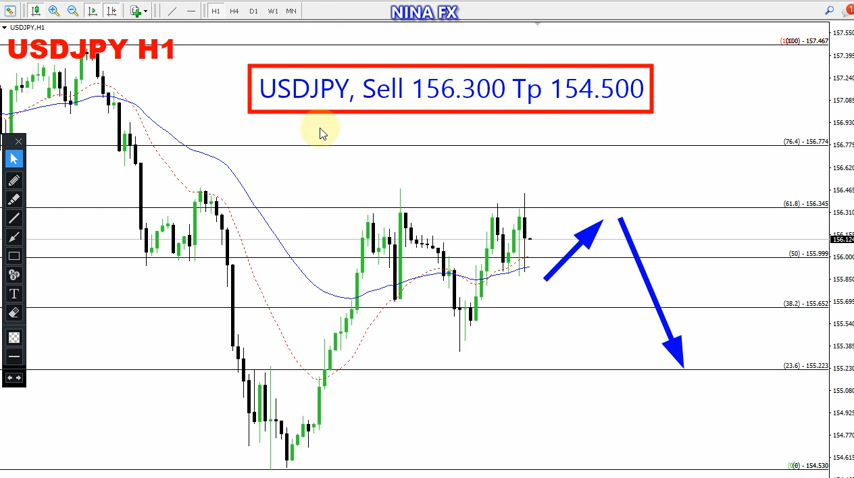 H1 H4 D1 W1 MN
NINA FX
USDJPY,H1
USDJPY H1
USDJPY, Sell 156.300 Tp 154.500
(100) - 157.467
(76.4) - 156.774
(61.8) - 156.345
(50) - 155.999
(38.2) - 155.652
(23.6) - 155.223
(0) - 154.530
157.550
157.395
157.240
157.085
156.930
156.775
156.620
156.465
156.310
156.124
156.000
155.850
155.695
155.540
155.385
155.230
155.080
154.925
154.770
154.615
T